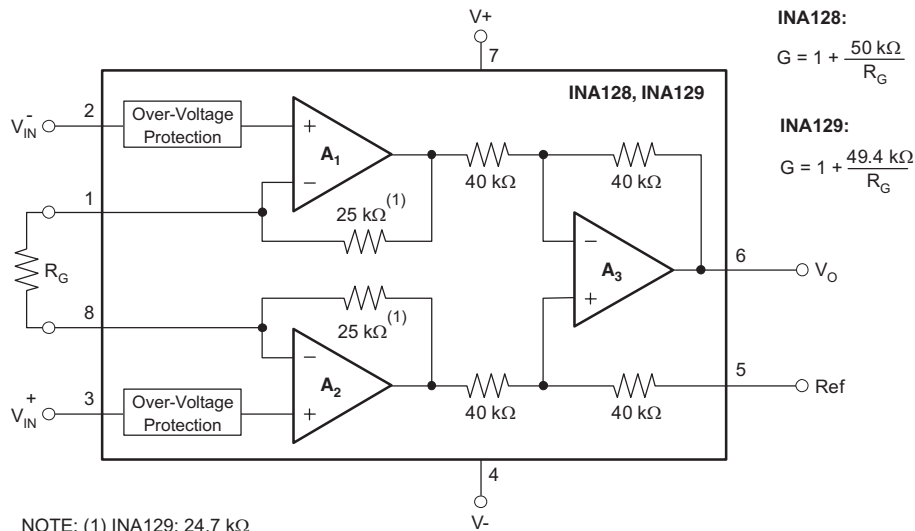 V+
7
INA128:
G = 1 + 50 kΩ / R_G
INA128, INA129
INA129:
G = 1 + 49.4 kΩ / R_G
V_IN^-
2
Over-Voltage
Protection
+
A1
−
40 kΩ
40 kΩ
1
25 kΩ(1)
R_G
−
A3
+
6
V_O
8
25 kΩ(1)
−
A2
+
5
Ref
V_IN^+
3
Over-Voltage
Protection
40 kΩ
40 kΩ
4
V-
NOTE: (1) INA129: 24.7 kΩ